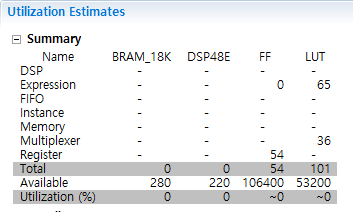 Utilization Estimates
Summary
Name BRAM_18K DSP48E FF LUT
DSP - - - -
Expression - - 0 65
FIFO - - - -
Instance - - - -
Memory - - - -
Multiplexer - - - 36
Register - - 54 -
Total 0 0 54 101
Available 280 220 106400 53200
Utilization (%) 0 0 ~0 ~0